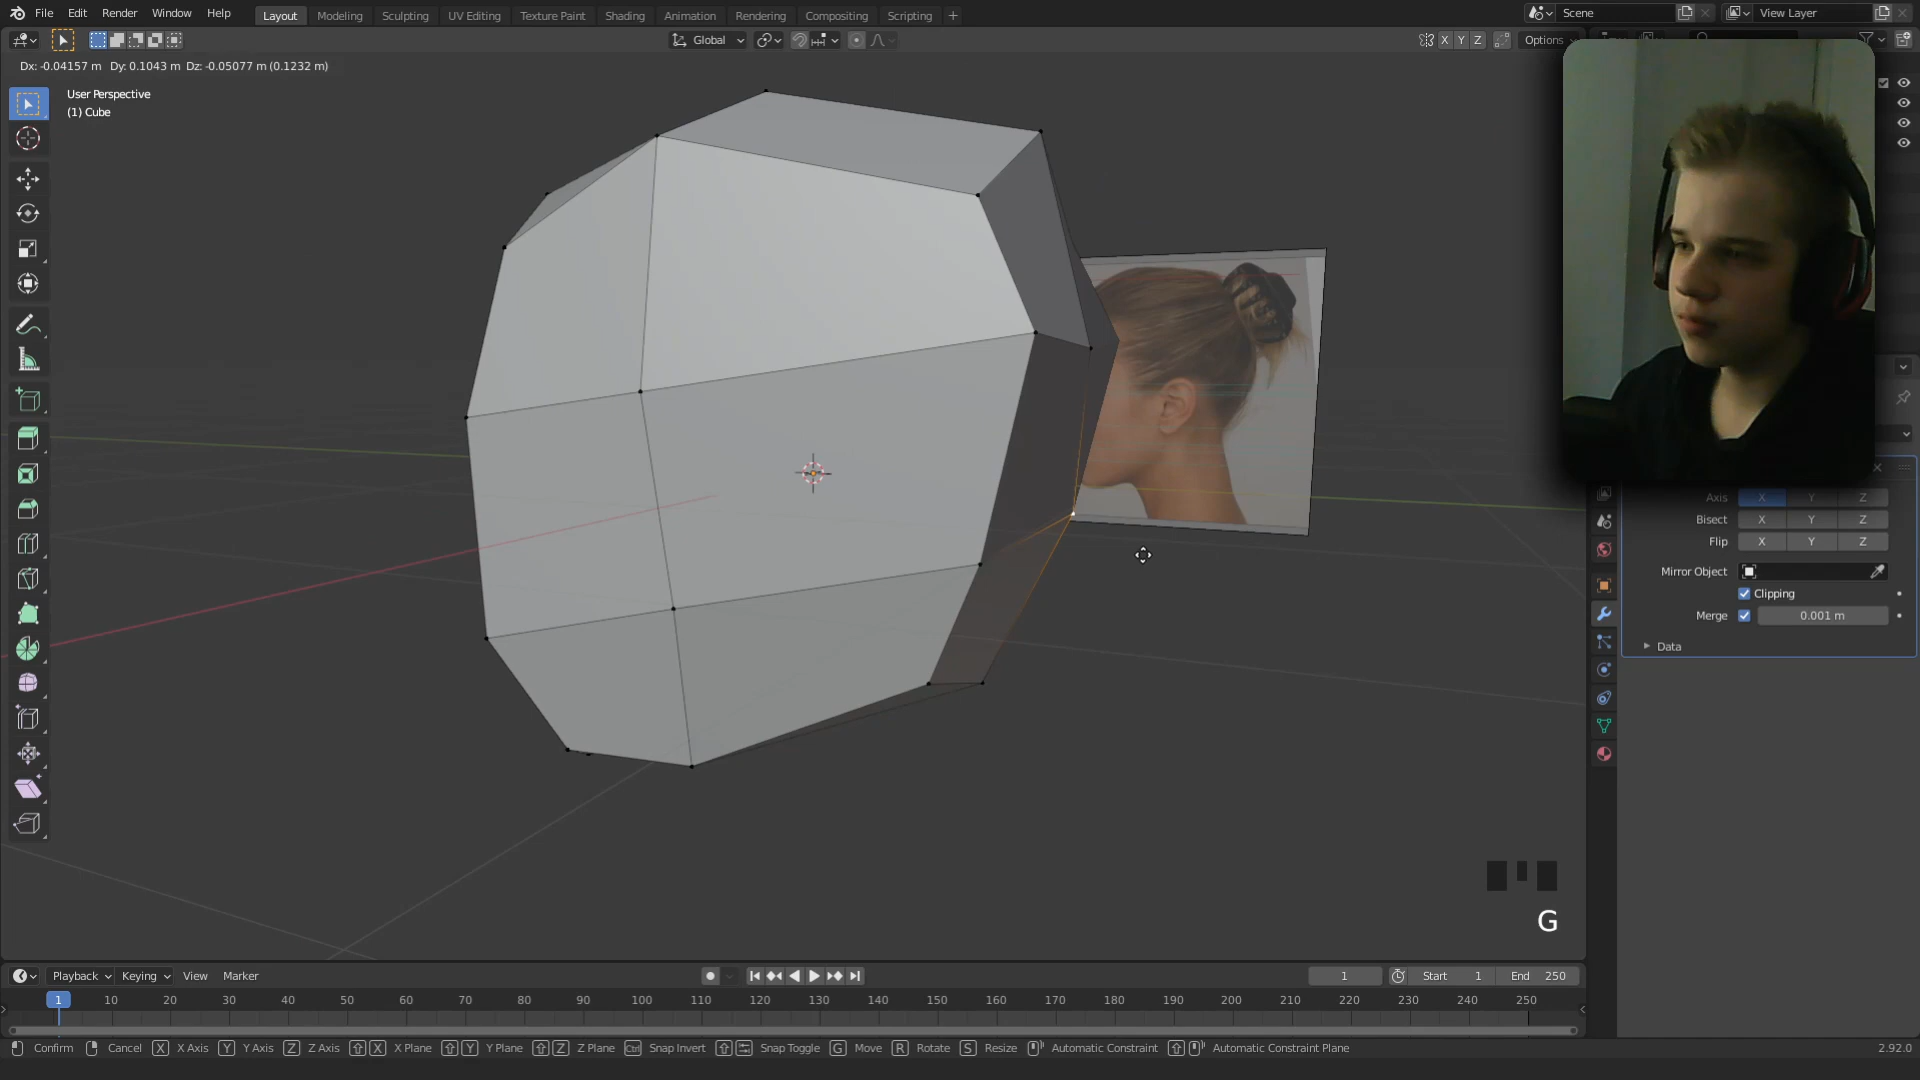 File Edit Render Window Help
Layout Modeling Sculpting UV Editing Texture Paint Shading Animation Rendering Compositing Scripting +
Scene View Layer
Global X Y Z Options
Dx: -0.04157 m Dy: 0.1043 m Dz: -0.05077 m (0.1232 m)
User Perspective
(1) Cube
Axis X Y Z
Bisect X Y Z
Flip X Y Z
Mirror Object
Clipping
Merge 0.001 m
Data
G
Playback Keying View Marker
1 Start 1 End 250
1 10 20 30 40 50 60 70 80 90 100 110 120 130 140 150 160 170 180 190 200 210 220 230 240 250
Confirm Cancel X X Axis Y Y Axis Z Z Axis X X Plane Y Y Plane Z Z Plane Ctrl Snap Invert Snap Toggle G Move R Rotate S Resize Automatic Constraint Automatic Constraint Plane
2.92.0